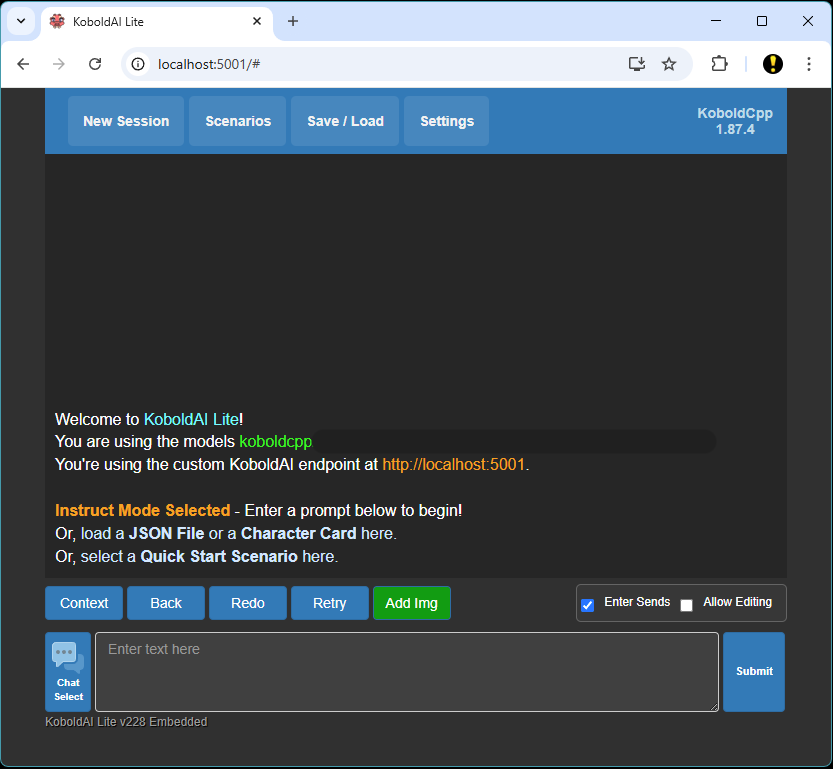 KoboldAI Lite
localhost:5001/#
New Session
Scenarios
Save / Load
Settings
KoboldCpp
1.87.4
Welcome to KoboldAI Lite!
You are using the models koboldcpp
You're using the custom KoboldAI endpoint at http://localhost:5001.
Instruct Mode Selected - Enter a prompt below to begin!
Or, load a JSON File or a Character Card here.
Or, select a Quick Start Scenario here.
Context
Back
Redo
Retry
Add Img
Enter Sends
Allow Editing
Chat
Select
Enter text here
Submit
KoboldAI Lite v228 Embedded